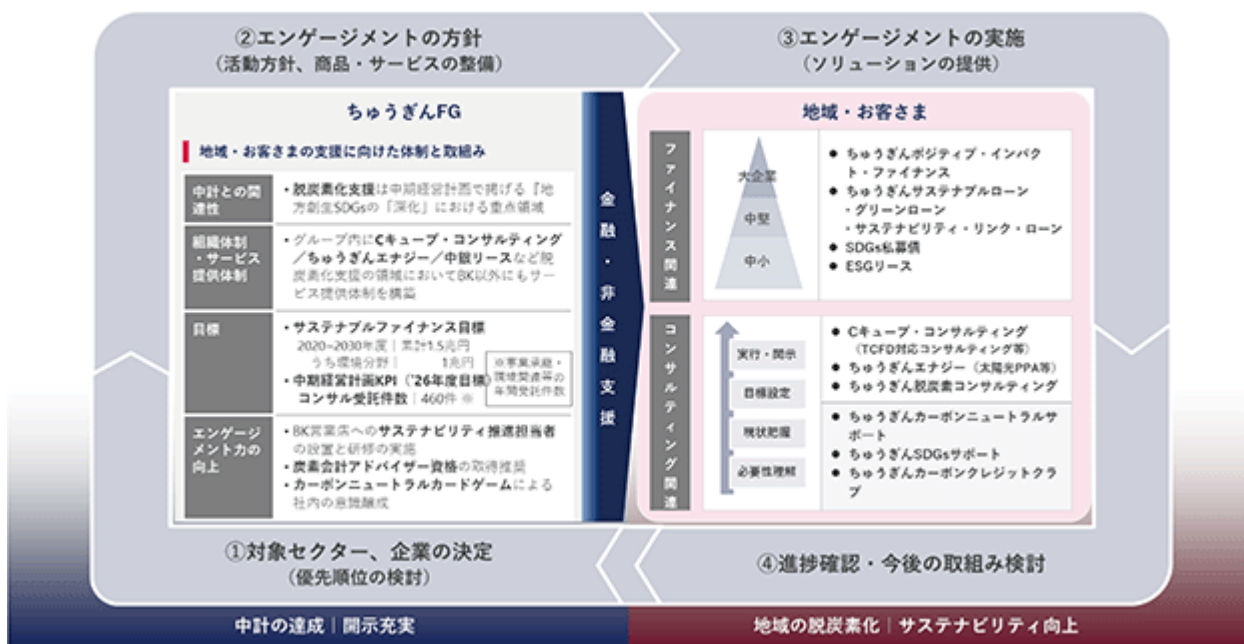 ②エンゲージメントの方針
(活動方針、商品・サービスの整備)
③エンゲージメントの実施
(ソリューションの提供)
ちゅうぎんFG
地域・お客さまの支援に向けた体制と取組み
中計との関
連性
・脱炭素化支援は中期経営計画で掲げる『地
方創生SDGsの「深化」における重点領域
組織体制
・サービス
提供体制
・グループ内にCキューブ・コンサルティング
／ちゅうぎんエナジー／中銀リースなど脱
炭素化支援の領域においてBK以外にもサー
ビス提供体制を構築
目標
・サステナブルファイナンス目標
2020~2030年度｜累計1.5兆円
うち環境分野｜ 1兆円
・中期経営計画KPI（'26年度目標）
コンサル受託件数｜460件 ※
※事業承継・
環境関連等の
年間受託件数
エンゲージ
メント力の
向上
・BK営業店へのサステナビリティ推進担当者
の設置と研修の実施
・炭素会計アドバイザー資格の取得推奨
・カーボンニュートラルカードゲームによる
社内の意識醸成
金融・非金融支援
地域・お客さま
ファイナンス関連
大企業
中堅
中小
● ちゅうぎんポジティブ・インパク
ト・ファイナンス
● ちゅうぎんサステナブルローン
・グリーンローン
・サステナビリティ・リンク・ローン
● SDGs私募債
● ESGリース
コンサルティング関連
実行・開示
目標設定
現状把握
必要性理解
● Cキューブ・コンサルティング
（TCFD対応コンサルティング等）
● ちゅうぎんエナジー（太陽光PPA等）
● ちゅうぎん脱炭素コンサルティング
● ちゅうぎんカーボンニュートラルサ
ポート
● ちゅうぎんSDGsサポート
● ちゅうぎんカーボンクレジットクラ
ブ
①対象セクター、企業の決定
(優先順位の検討)
④進捗確認・今後の取組み検討
中計の達成｜開示充実
地域の脱炭素化｜サステナビリティ向上